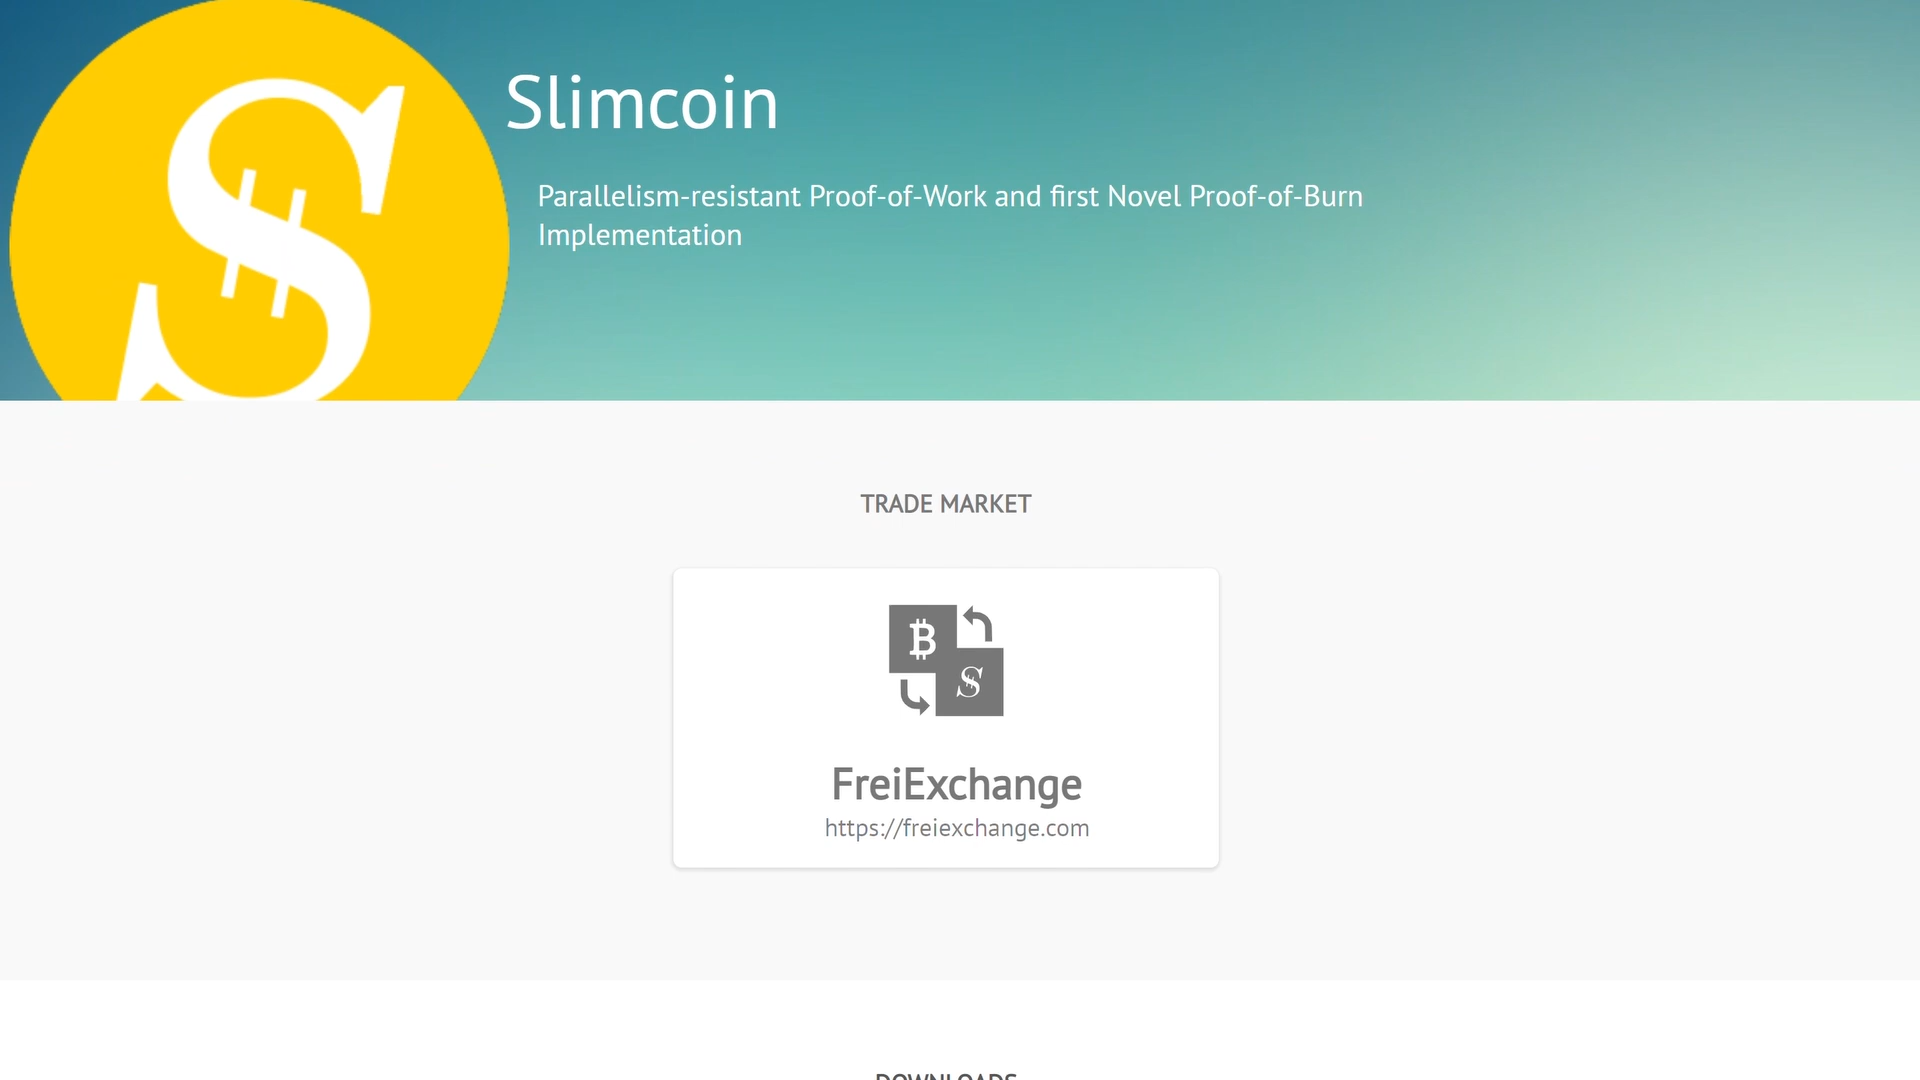 Slimcoin
Parallelism-resistant Proof-of-Work and first Novel Proof-of-Burn
Implementation
TRADE MARKET
FreiExchange
https://freiexchange.com
DOWNLOADS